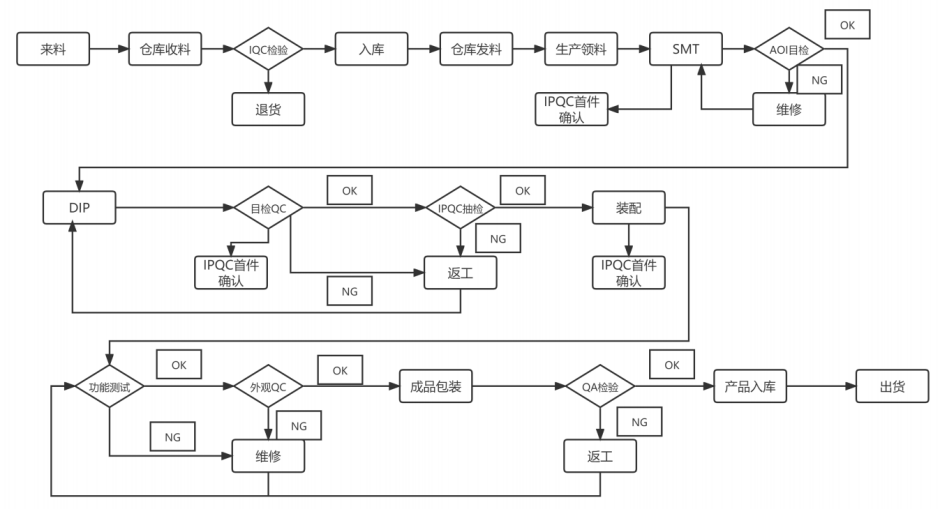 来料
仓库收料
IQC检验
入库
仓库发料
生产领料
SMT
AOI目检
OK
NG
退货
IPQC首件
确认
维修
DIP
目检QC
OK
IPQC抽检
OK
装配
NG
IPQC首件
确认
NG
返工
IPQC首件
确认
功能测试
OK
外观QC
OK
成品包装
QA检验
OK
产品入库
出货
NG
NG
NG
维修
返工